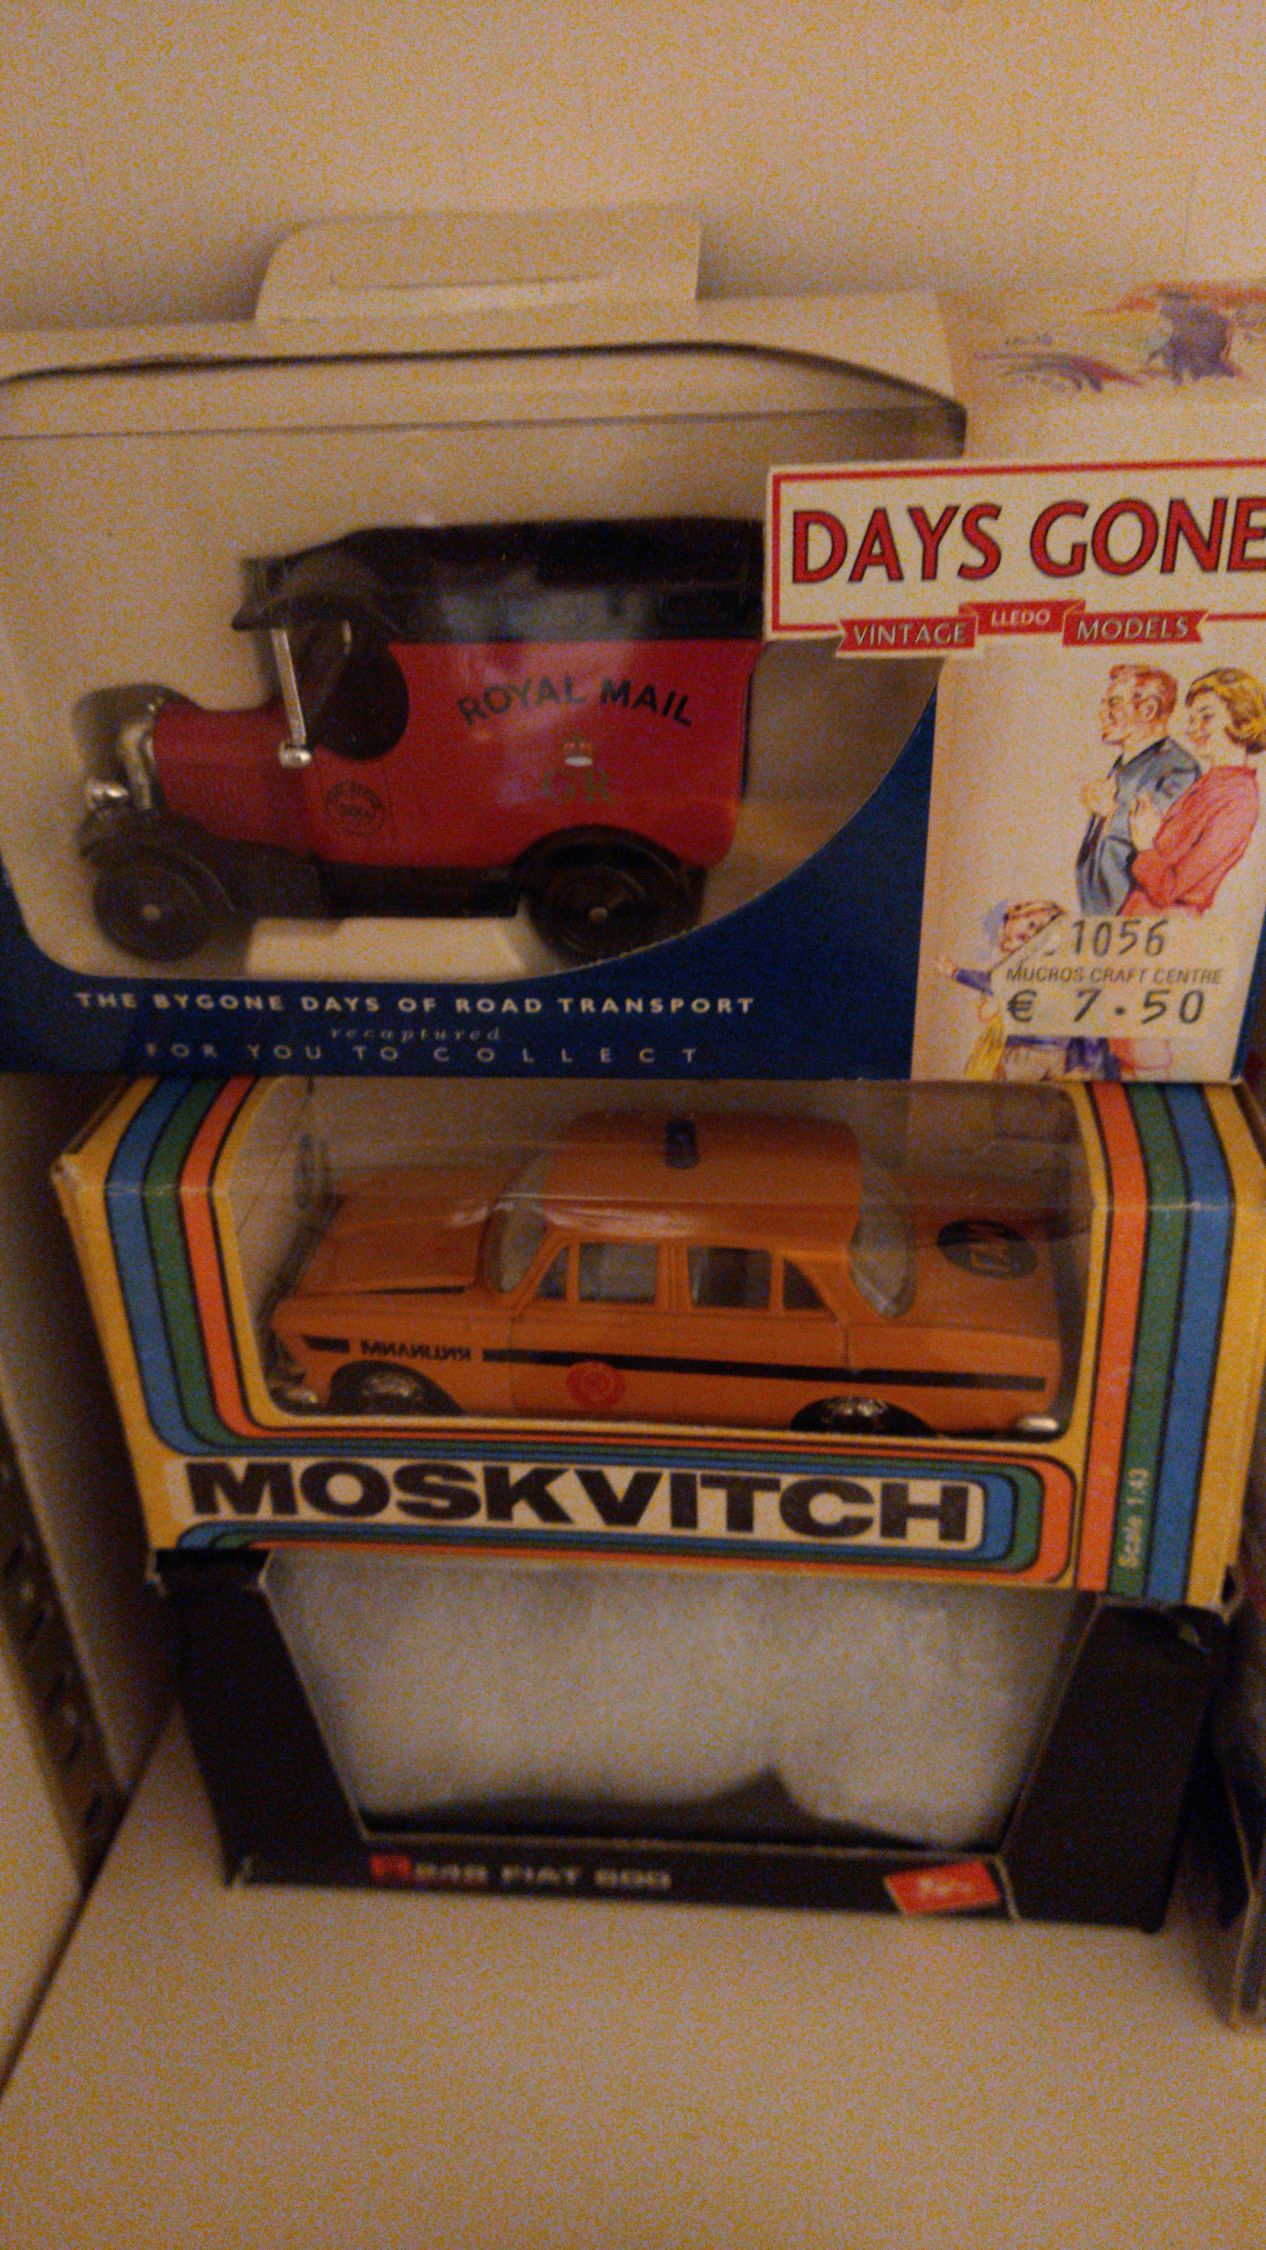 DAYS GONE
VINTAGE LLEDO MODELS
ROYAL MAIL
GR
1056
MUCROS CRAFT CENTRE
€ 7.50
THE BYGONE DAYS OF ROAD TRANSPORT
recaptured
FOR YOU TO COLLECT
МИЛИЦИЯ
MOSKVITCH
Scale 1:43
FIAT 600